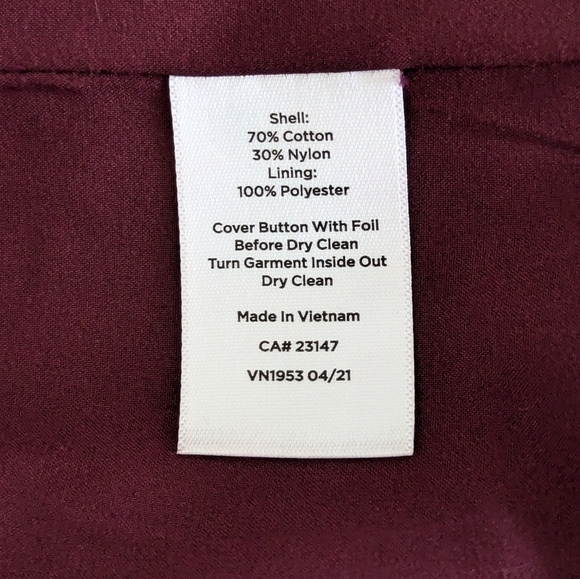 Shell:
70% Cotton
30% Nylon
Lining:
100% Polyester
Cover Button With Foil
Before Dry Clean
Turn Garment Inside Out
Dry Clean
Made In Vietnam
CA# 23147
VN1953 04/21